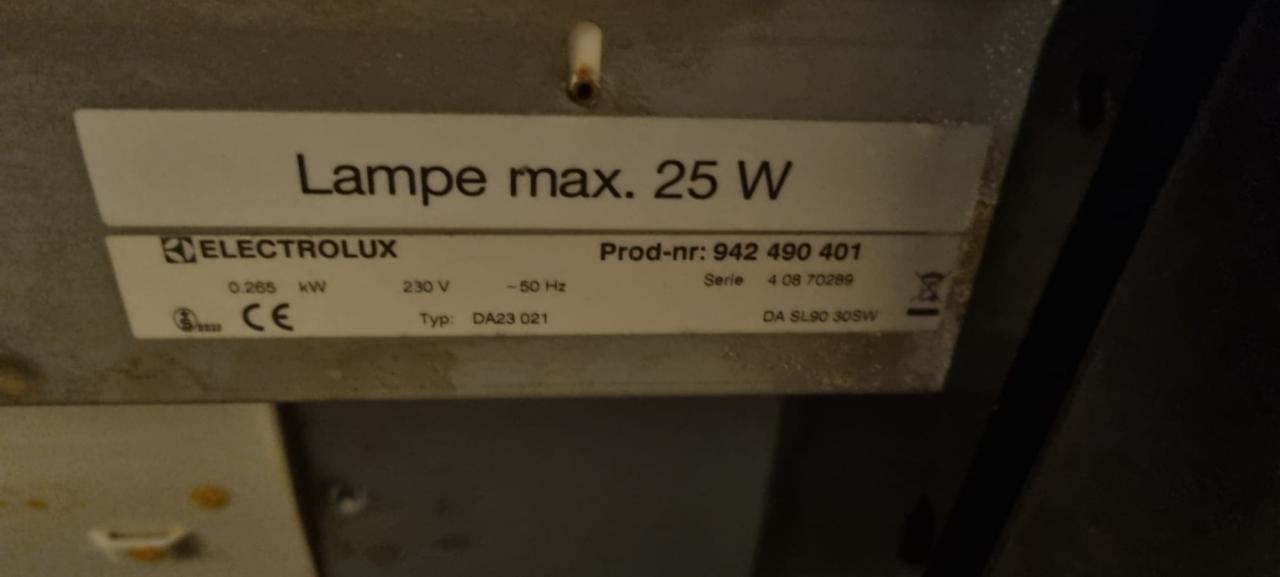 Lampe max. 25 W
ELECTROLUX Prod-nr: 942 490 401
0.265 kW 230 V ~50 Hz Serie 4 08 70289
CE Typ: DA23 021 DA SL90 30SW